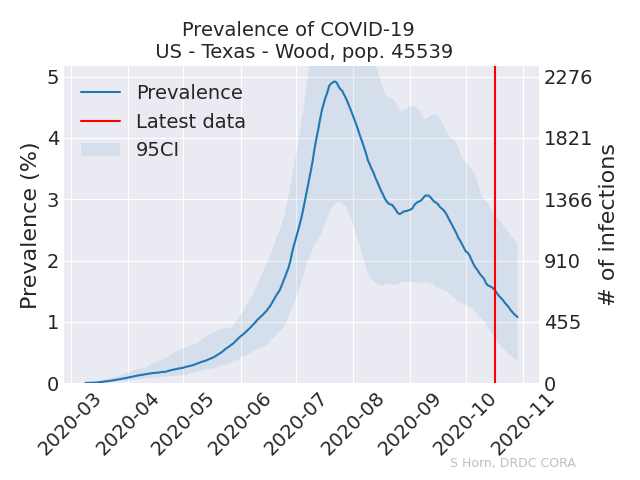 Prevalence of COVID-19
US - Texas - Wood, pop. 45539
Prevalence
Latest data
95CI
Prevalence (%)
5
4
3
2
1
0
2276
1821
1366
910
455
0
# of infections
2020-03
2020-04
2020-05
2020-06
2020-07
2020-08
2020-09
2020-10
2020-11
S Horn, DRDC CORA